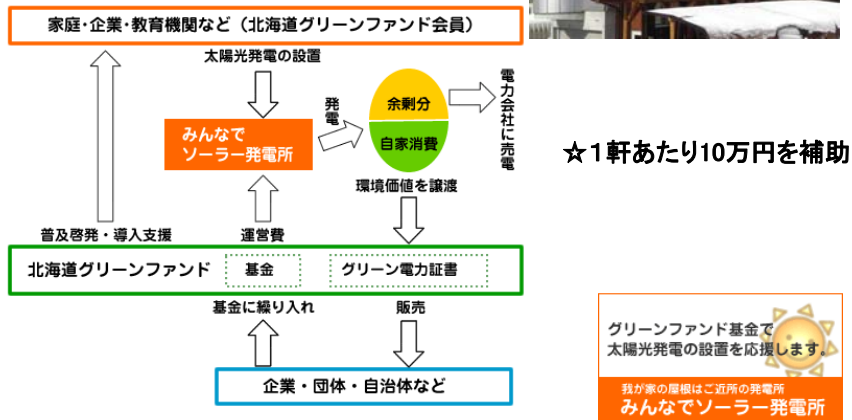 家庭・企業・教育機関など（北海道グリーンファンド会員）
太陽光発電の設置
みんなで
ソーラー発電所
発電
余剰分
自家消費
電力会社に売電
環境価値を譲渡
☆１軒あたり10万円を補助
普及啓発・導入支援
運営費
北海道グリーンファンド
基金
グリーン電力証書
基金に繰り入れ
販売
企業・団体・自治体など
グリーンファンド基金で
太陽光発電の設置を応援します。
我が家の屋根はご近所の発電所
みんなでソーラー発電所